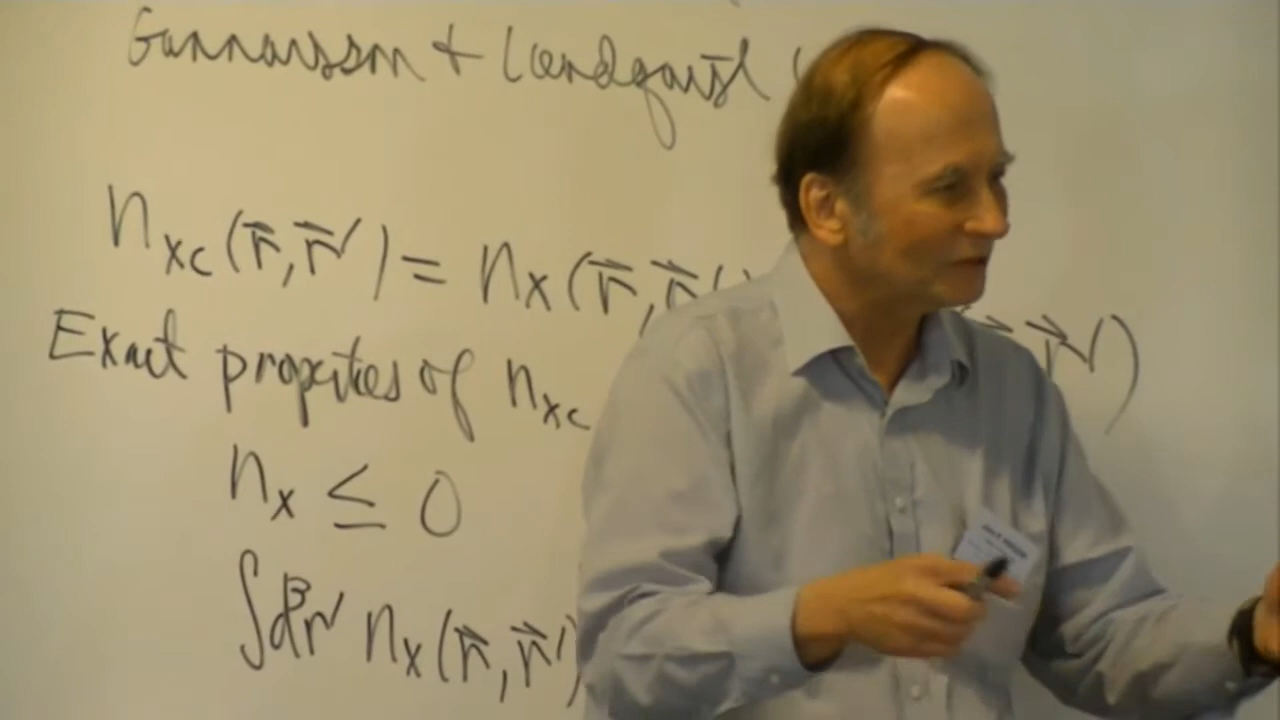 Gunnarsson + Lundqvist (
n_xc(r⃗,r⃗′) = n_x(r⃗,r⃗′ r⃗′)
Exact properties of n_xc
n_x ≤ 0
∫d³r′ n_x(r⃗,r⃗′)